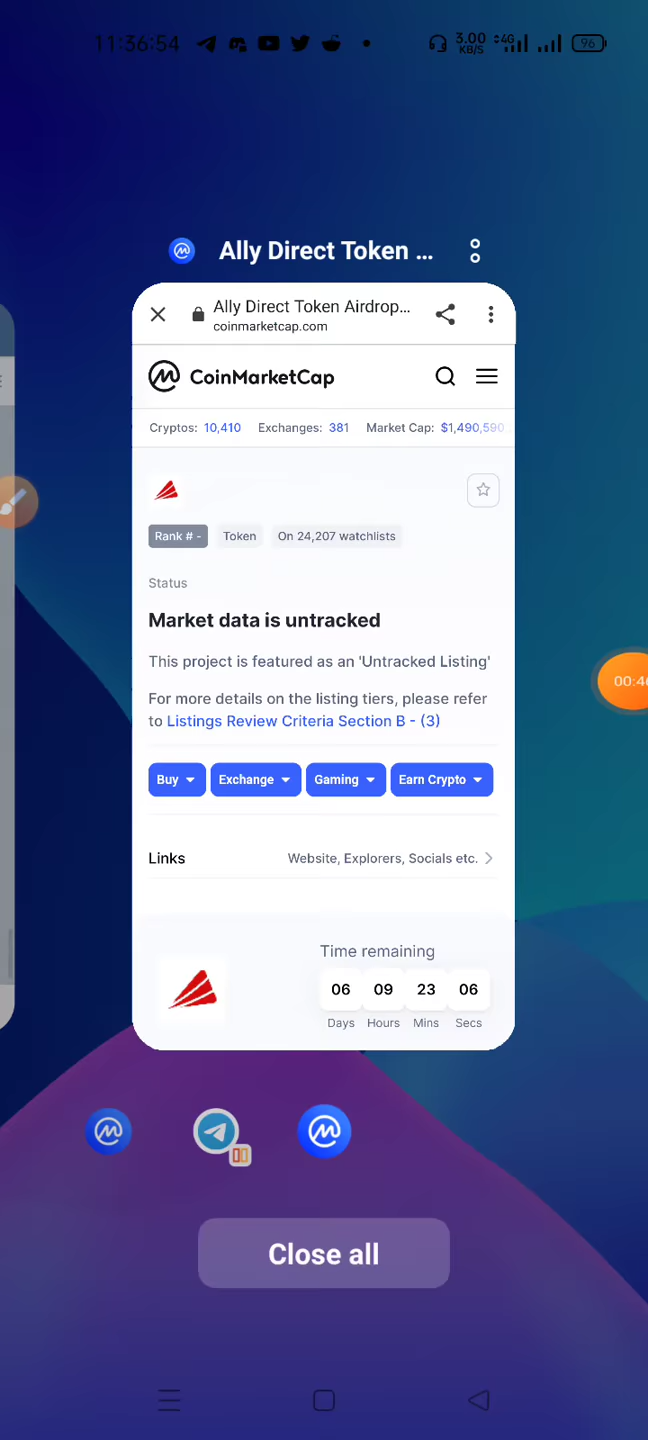 11:36:54
3.00 KB/S
4G
96
Ally Direct Token ...
Ally Direct Token Airdrop...
coinmarketcap.com
CoinMarketCap
Cryptos: 10,410 Exchanges: 381 Market Cap: $1,490,590
Rank # - Token On 24,207 watchlists
Status
Market data is untracked
This project is featured as an 'Untracked Listing'
For more details on the listing tiers, please refer
to Listings Review Criteria Section B - (3)
Buy Exchange Gaming Earn Crypto
00:46
Links Website, Explorers, Socials etc.
Time remaining
06 09 23 06
Days Hours Mins Secs
Close all